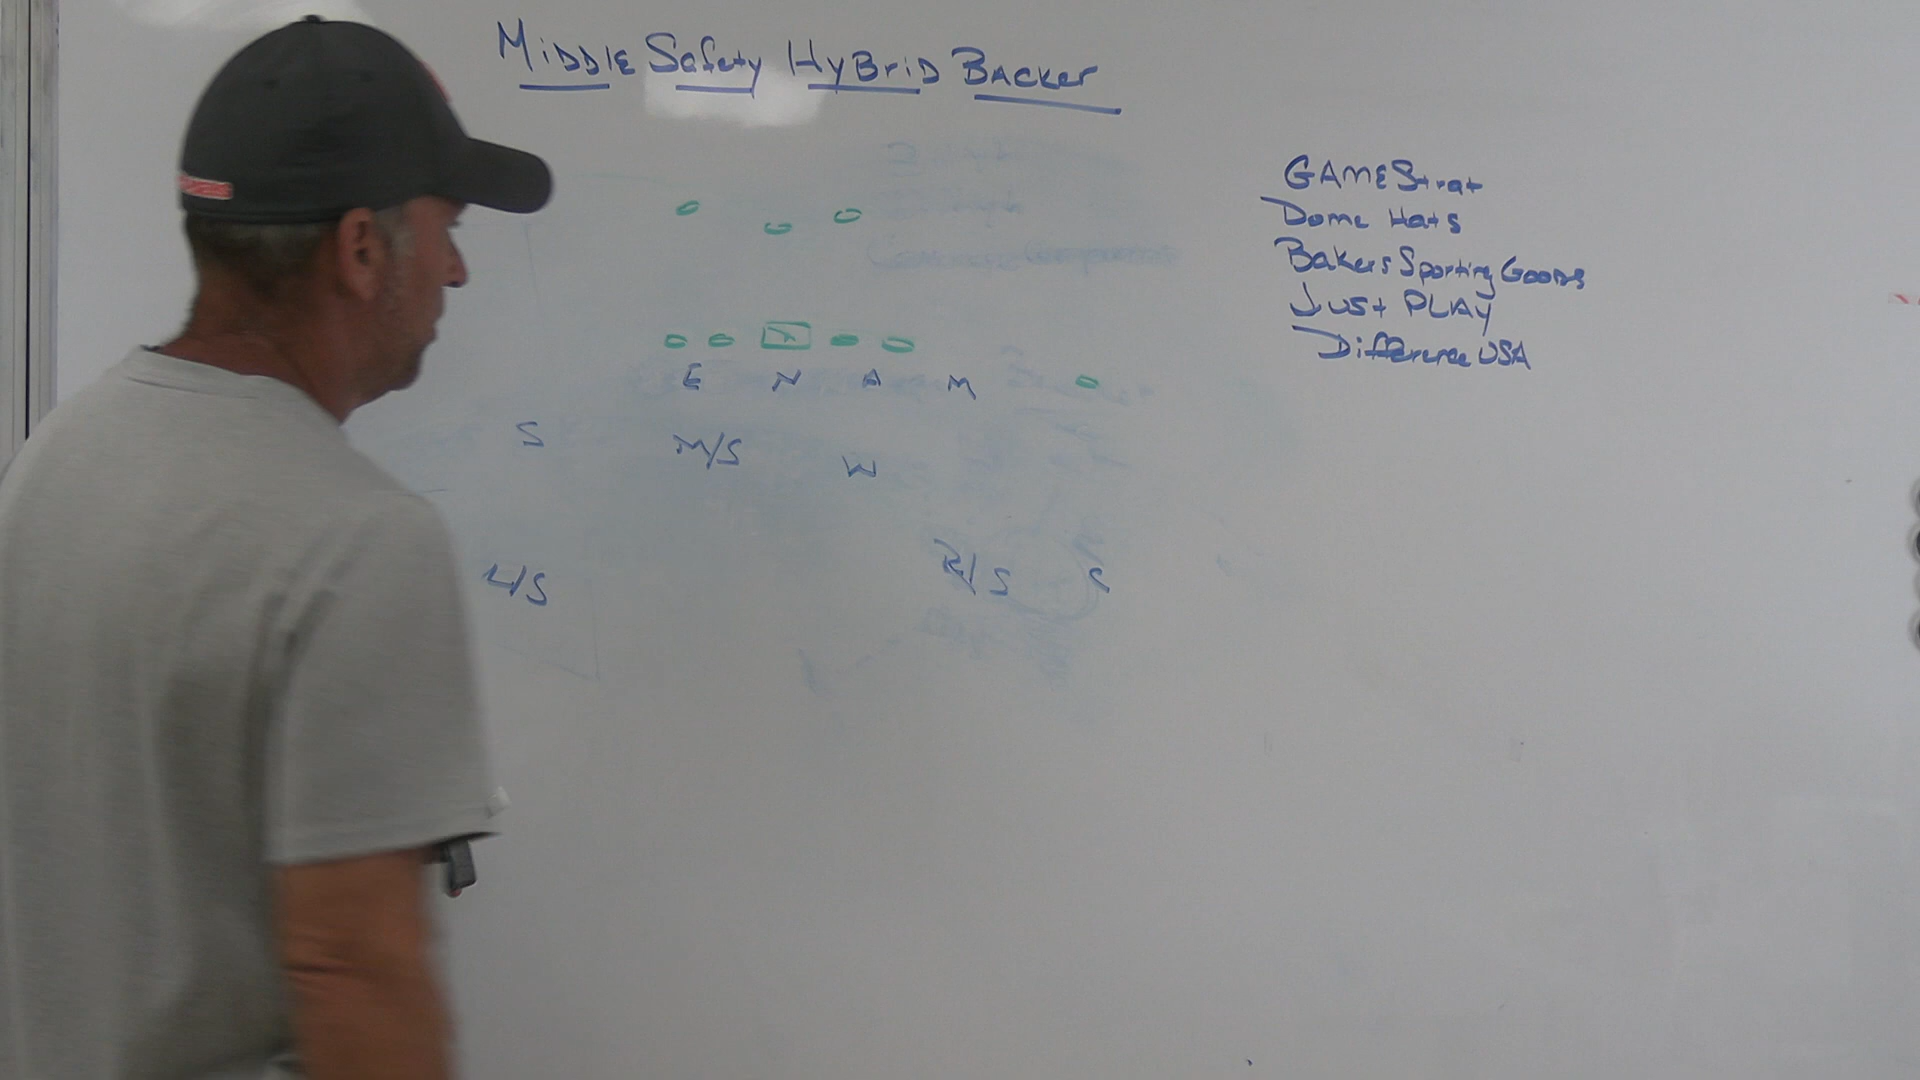 MiDDlE Safety HyBriD BAcker
GAMEStrat
Dome Hats
Bakers Sporting Goods
Just PLAy
Difference USA
E N A M
S M/S W
L/S R/S C